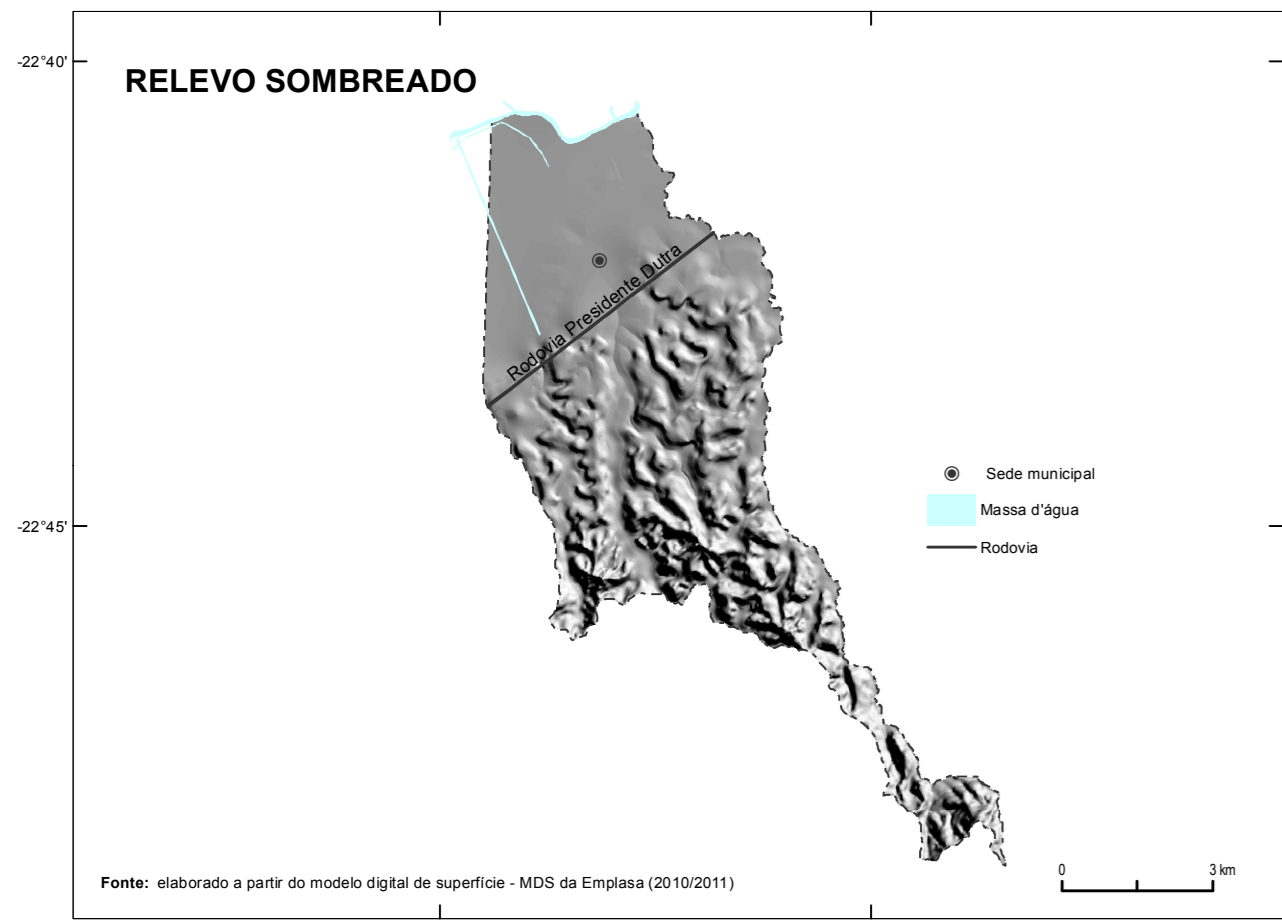 -22°40'
RELEVO SOMBREADO
Rodovia Presidente Dutra
-22°45'
Sede municipal
Massa d'água
Rodovia
Fonte: elaborado a partir do modelo digital de superfície - MDS da Emplasa (2010/2011)
0 3 km